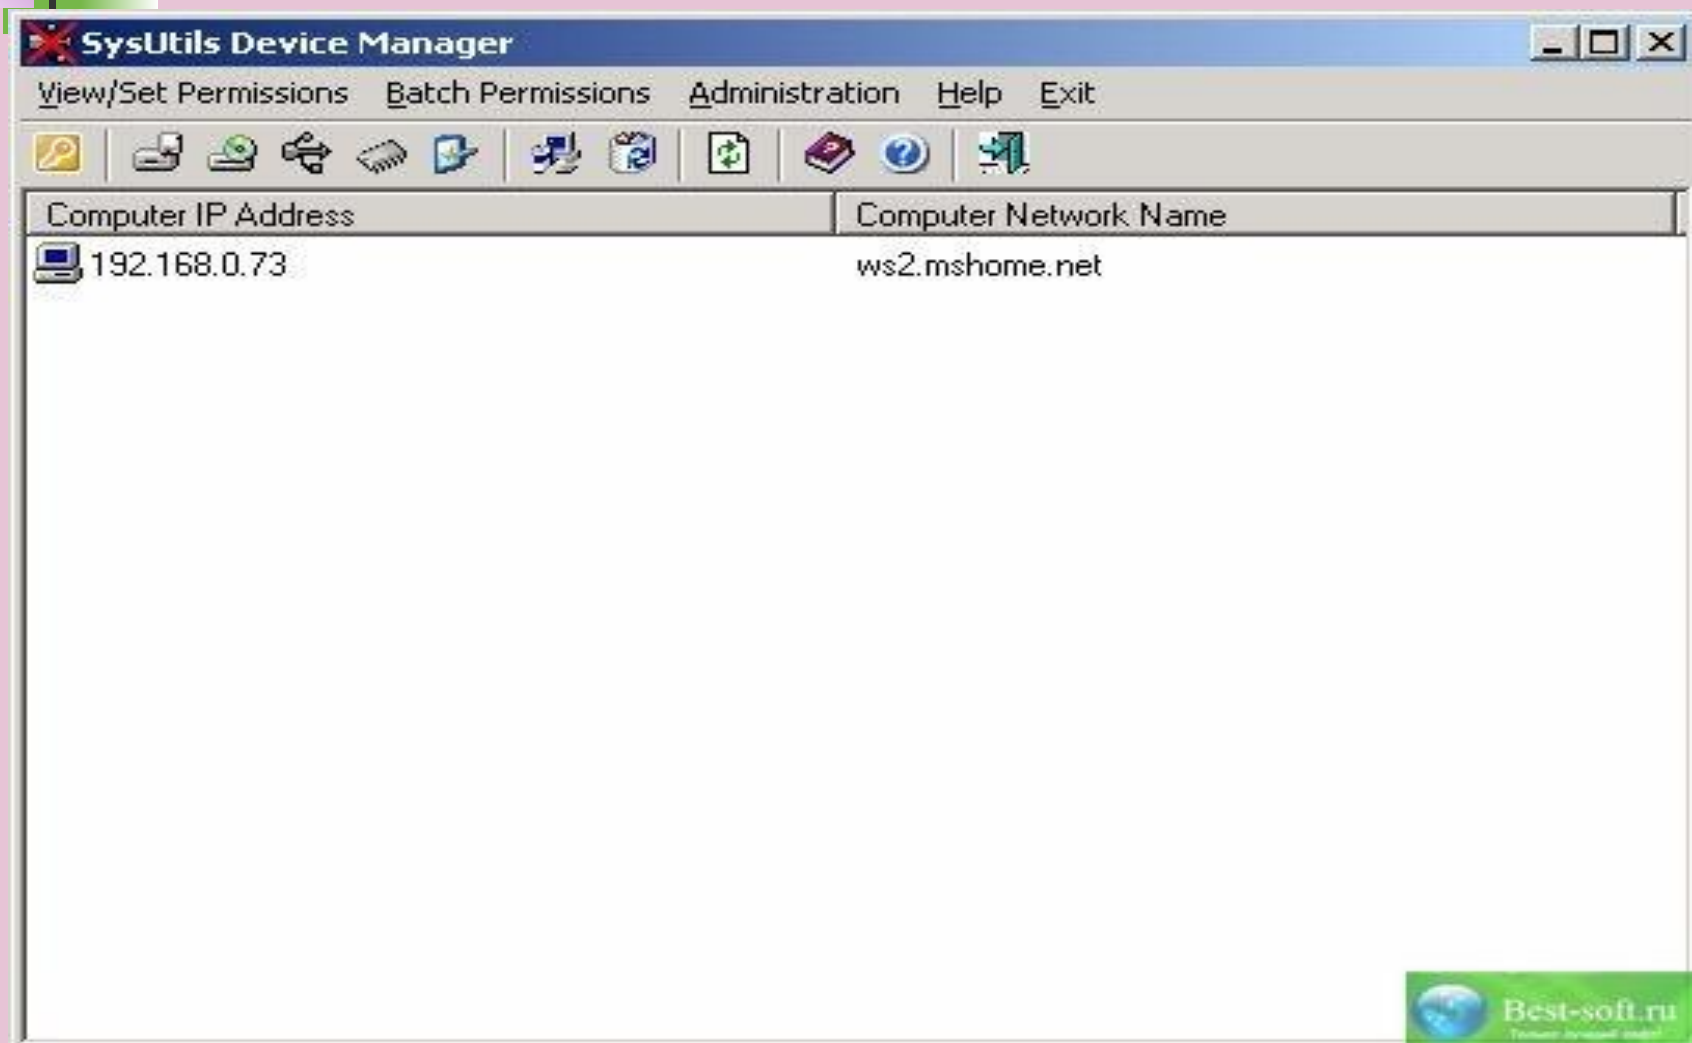 SysUtils Device Manager
View/Set Permissions Batch Permissions Administration Help Exit
Computer IP Address Computer Network Name
192.168.0.73 ws2.mshome.net
Best-soft.ru